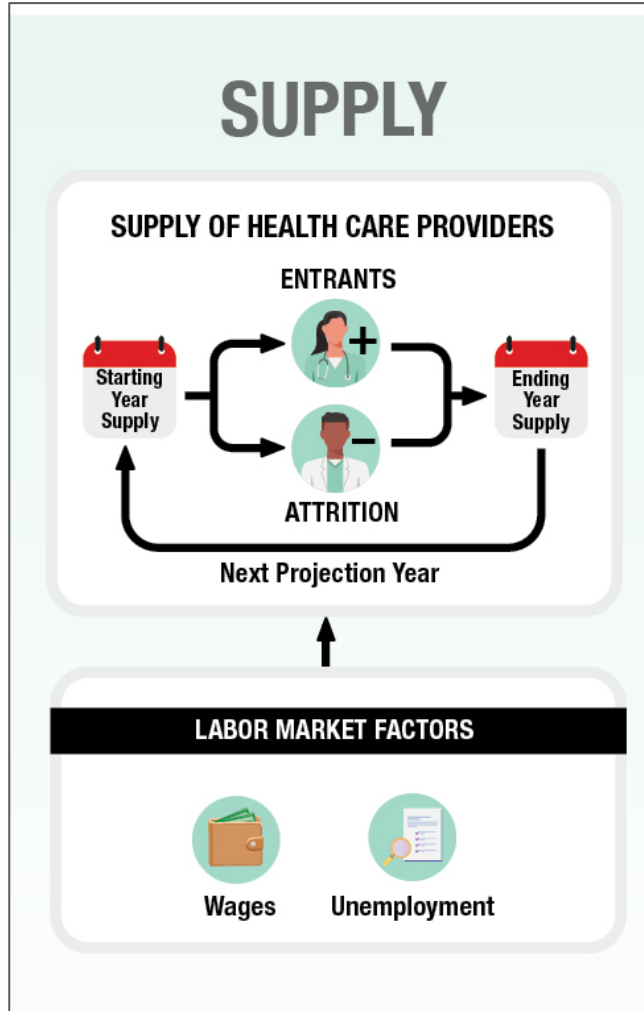 SUPPLY
SUPPLY OF HEALTH CARE PROVIDERS
ENTRANTS
+
Starting
Year
Supply
Ending
Year
Supply
−
ATTRITION
Next Projection Year
LABOR MARKET FACTORS
Wages
Unemployment